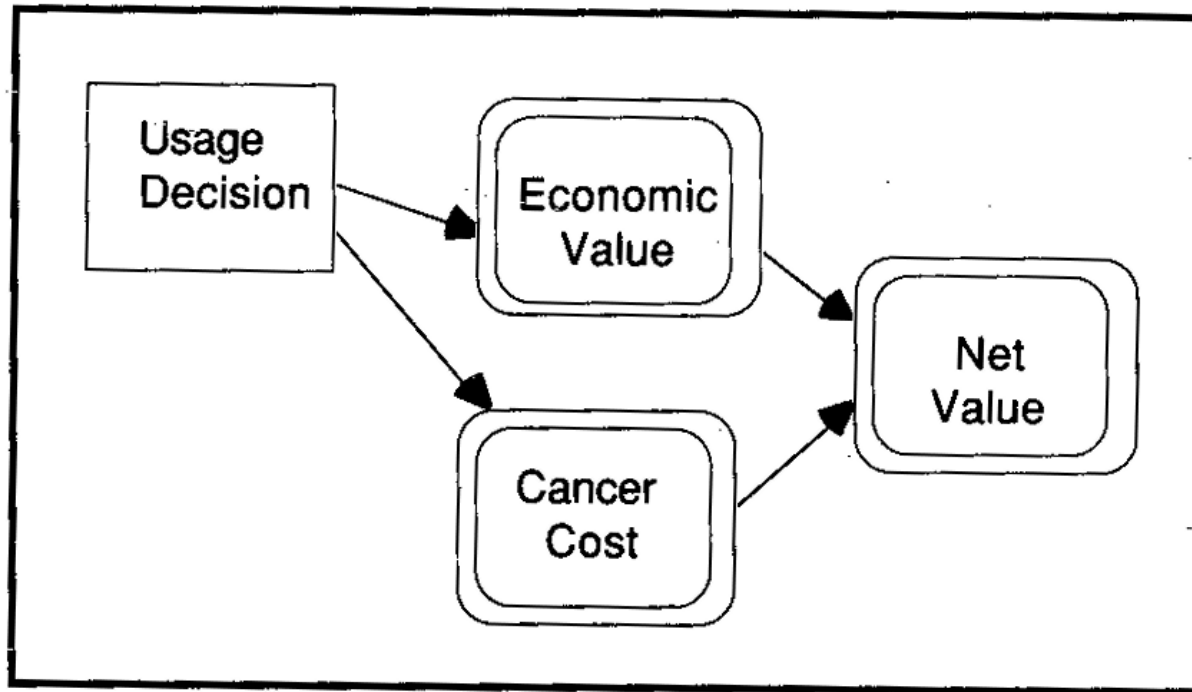 Usage
Decision
Economic
Value
Net
Value
Cancer
Cost